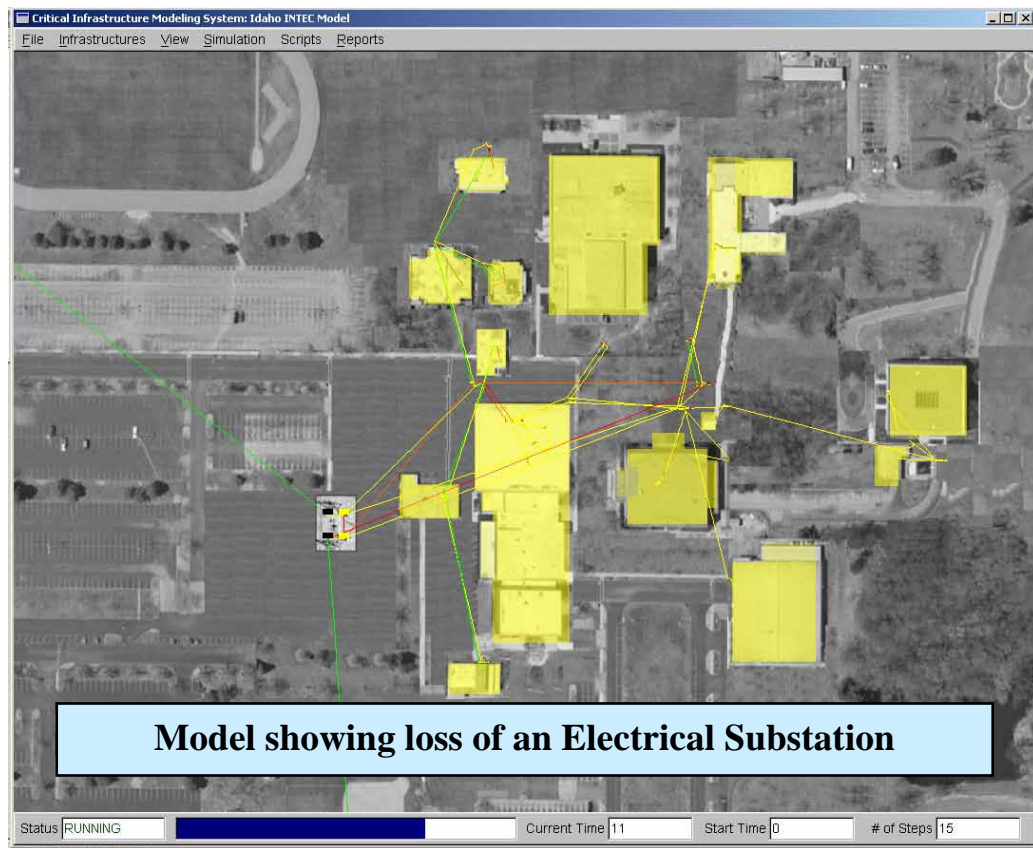 Critical Infrastructure Modeling System: Idaho INTEC Model
File Infrastructures View Simulation Scripts Reports
Model showing loss of an Electrical Substation
Status RUNNING Current Time 11 Start Time 0 # of Steps 15